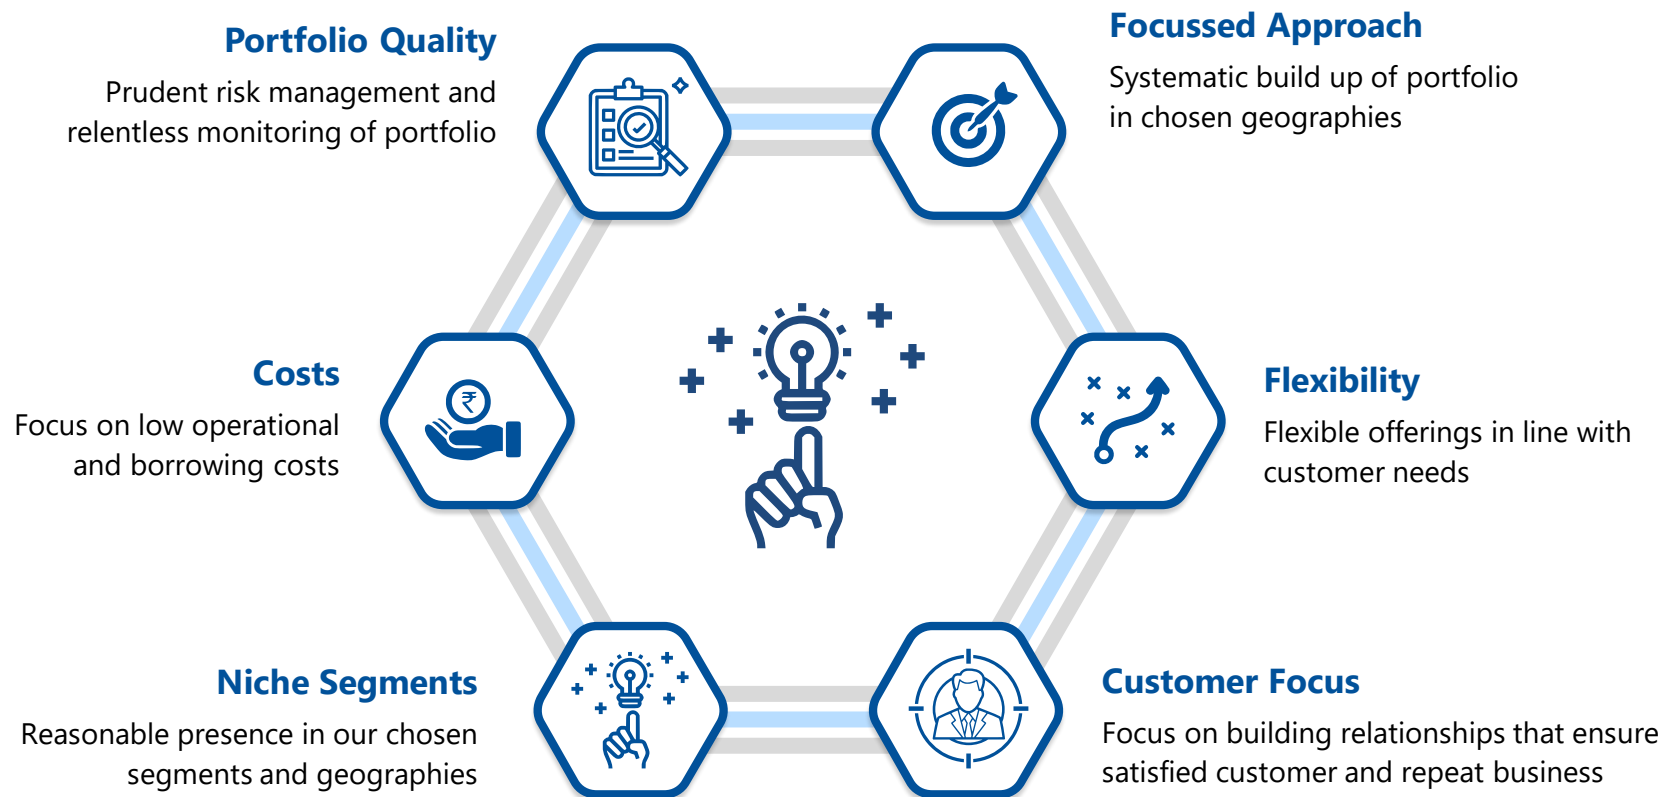 Portfolio Quality
Prudent risk management and
relentless monitoring of portfolio
Focussed Approach
Systematic build up of portfolio
in chosen geographies
Costs
Focus on low operational
and borrowing costs
₹
Flexibility
Flexible offerings in line with
customer needs
Niche Segments
Reasonable presence in our chosen
segments and geographies
Customer Focus
Focus on building relationships that ensure
satisfied customer and repeat business